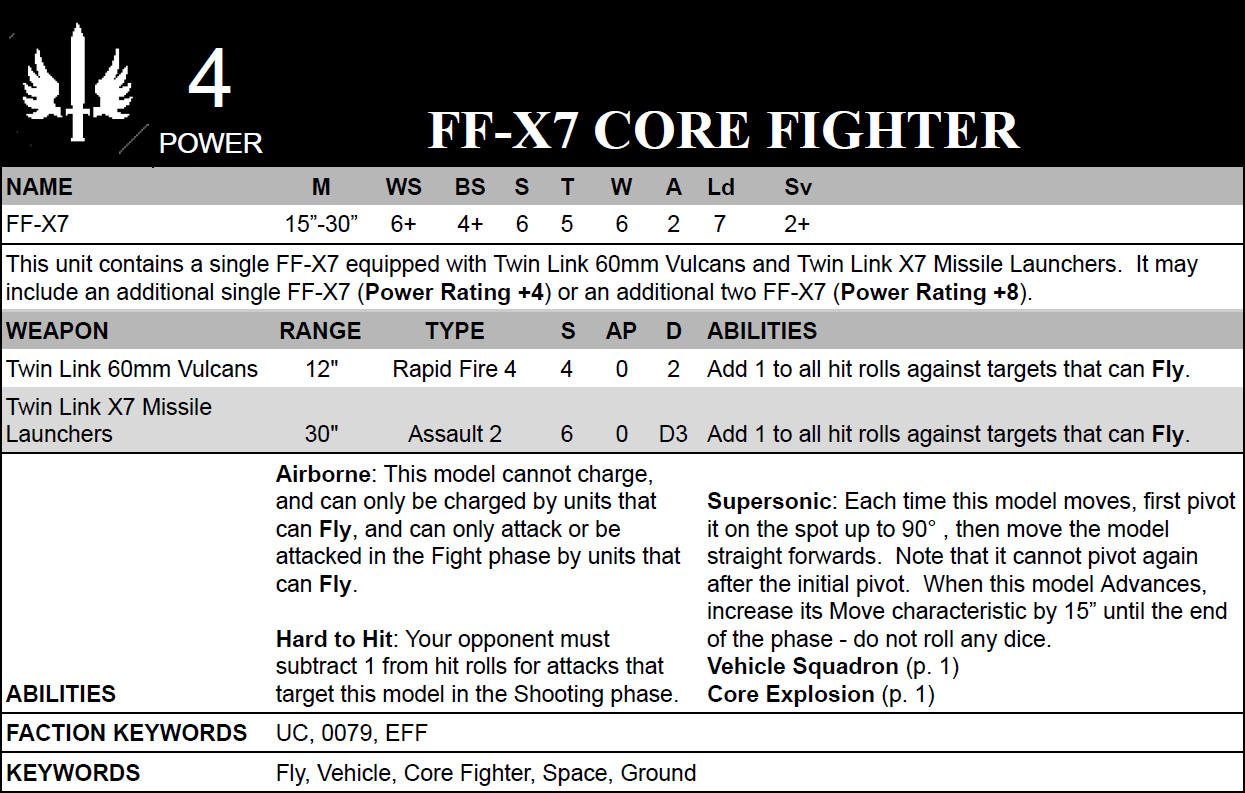 4
POWER
FF-X7 CORE FIGHTER
NAME M WS BS S T W A Ld Sv
FF-X7 15”-30” 6+ 4+ 6 5 6 2 7 2+
This unit contains a single FF-X7 equipped with Twin Link 60mm Vulcans and Twin Link X7 Missile Launchers. It may
include an additional single FF-X7 (Power Rating +4) or an additional two FF-X7 (Power Rating +8).
WEAPON RANGE TYPE S AP D ABILITIES
Twin Link 60mm Vulcans 12" Rapid Fire 4 4 0 2 Add 1 to all hit rolls against targets that can Fly.
Twin Link X7 Missile
Launchers 30" Assault 2 6 0 D3 Add 1 to all hit rolls against targets that can Fly.
ABILITIES
Airborne: This model cannot charge,
and can only be charged by units that
can Fly, and can only attack or be
attacked in the Fight phase by units that
can Fly.
Hard to Hit: Your opponent must
subtract 1 from hit rolls for attacks that
target this model in the Shooting phase.
Supersonic: Each time this model moves, first pivot
it on the spot up to 90° , then move the model
straight forwards. Note that it cannot pivot again
after the initial pivot. When this model Advances,
increase its Move characteristic by 15” until the end
of the phase - do not roll any dice.
Vehicle Squadron (p. 1)
Core Explosion (p. 1)
FACTION KEYWORDS UC, 0079, EFF
KEYWORDS Fly, Vehicle, Core Fighter, Space, Ground